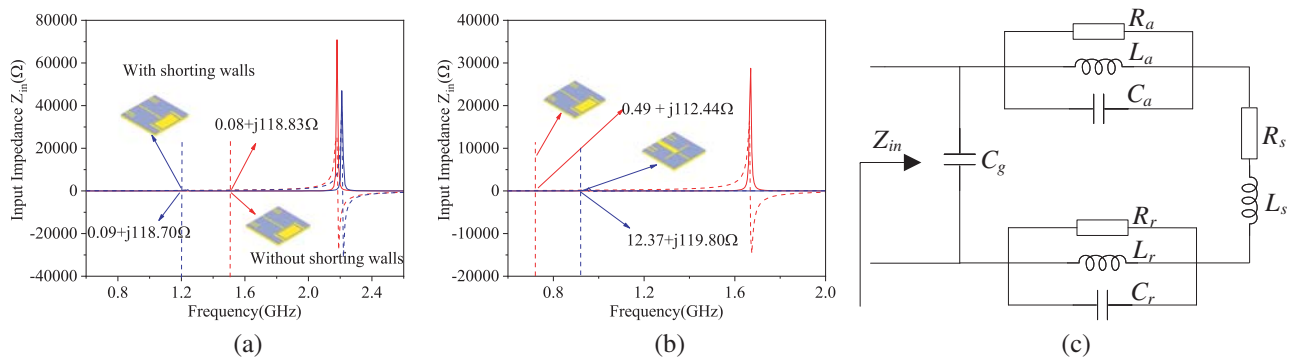 80000
60000
40000
20000
0
-20000
-40000
Input Impedance Z_in(Ω)
With shorting walls
0.08+j118.83Ω
0.09+j118.70Ω
Without shorting walls
0.8
1.2
1.6
2.0
2.4
Frequency(GHz)
(a)
40000
30000
20000
10000
0
-10000
-20000
Input Impedance Z_in(Ω)
0.49 + j112.44Ω
12.37+j119.80Ω
0.8
1.2
1.6
2.0
Frequency(GHz)
(b)
R_a
L_a
C_a
Z_in
C_g
R_s
L_s
R_r
L_r
C_r
(c)